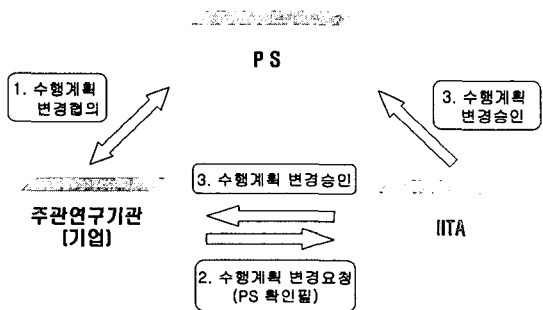 PS
1. 수행계획
변경협의
3. 수행계획
변경승인
3. 수행계획 변경승인
주관연구기관
(기업)
IITA
2. 수행계획 변경요청
(PS 확인필)